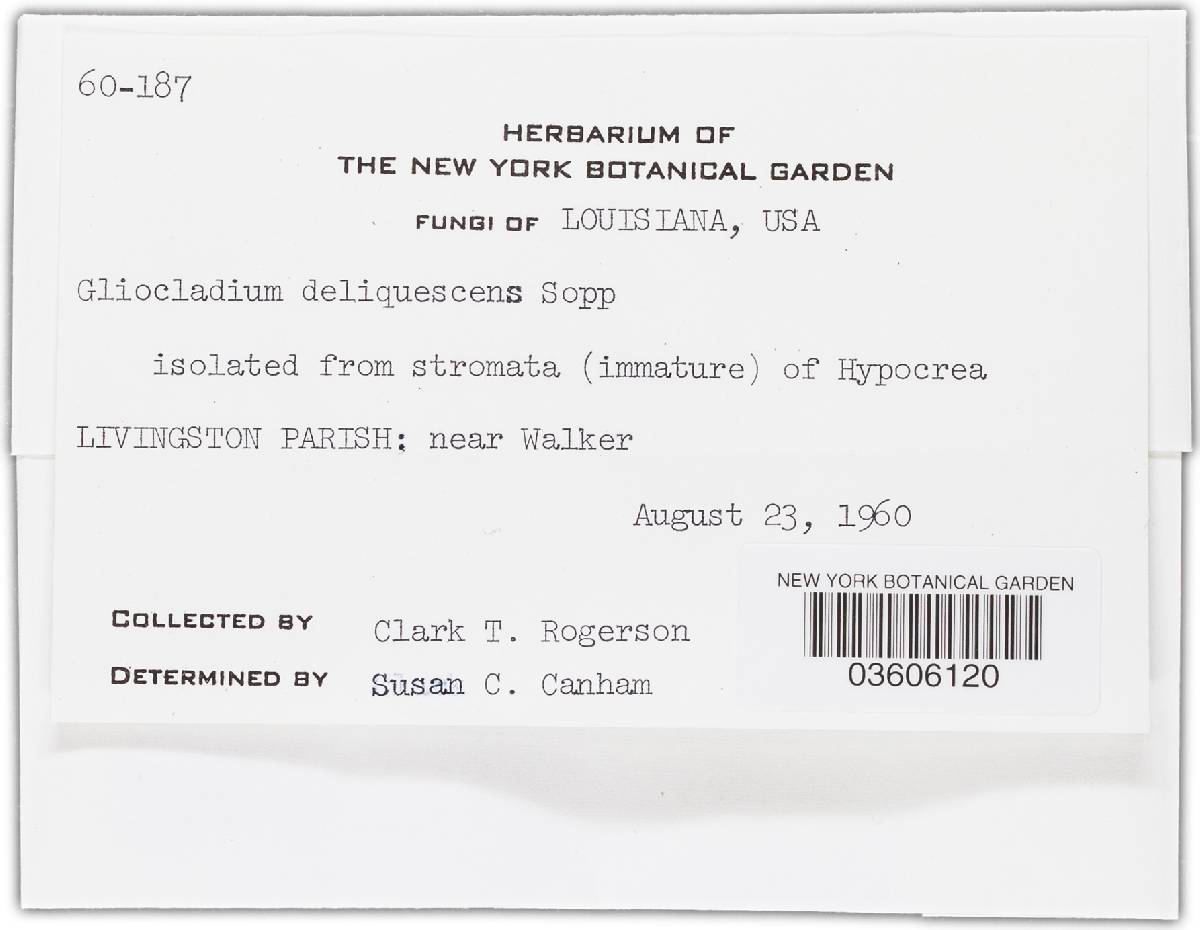 60-187
HERBARIUM OF
THE NEW YORK BOTANICAL GARDEN
FUNGI OF LOUISIANA, USA
Gliocladium deliquescens Sopp
isolated from stromata (immature) of Hypocrea
LIVINGSTON PARISH: near Walker
August 23, 1960
NEW YORK BOTANICAL GARDEN
03606120
COLLECTED BY Clark T. Rogerson
DETERMINED BY Susan C. Canham